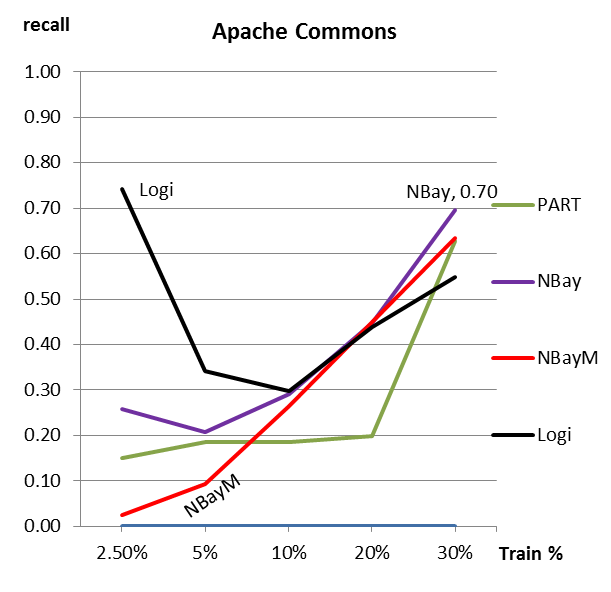 recall
Apache Commons
1.00
0.90
0.80
0.70
0.60
0.50
0.40
0.30
0.20
0.10
0.00
Logi
NBay, 0.70
NBayM
PART
NBay
NBayM
Logi
2.50% 5% 10% 20% 30% Train %